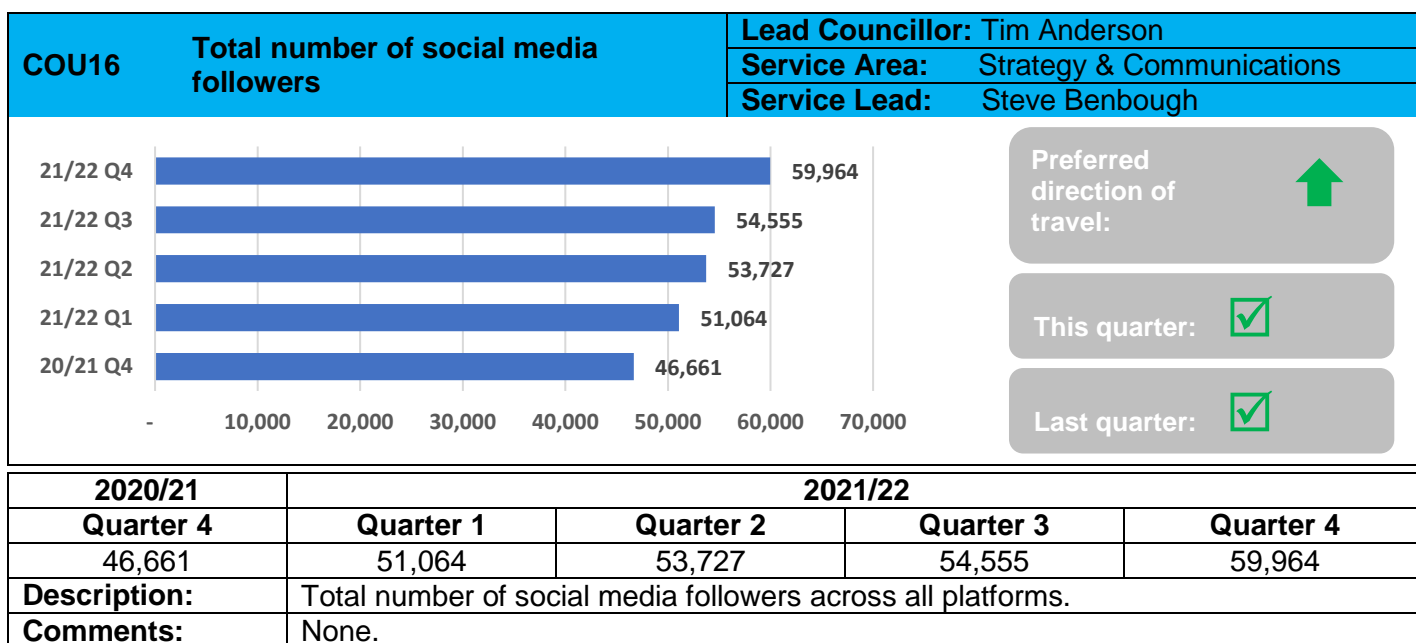 COU16
Total number of social media
followers
Lead Councillor: Tim Anderson
Service Area: Strategy & Communications
Service Lead: Steve Benbough
21/22 Q4 59,964
21/22 Q3 54,555
21/22 Q2 53,727
21/22 Q1 51,064
20/21 Q4 46,661
- 10,000 20,000 30,000 40,000 50,000 60,000 70,000
Preferred
direction of
travel:
This quarter:
Last quarter:
2020/21 2021/22
Quarter 4 Quarter 1 Quarter 2 Quarter 3 Quarter 4
46,661 51,064 53,727 54,555 59,964
Description: Total number of social media followers across all platforms.
Comments: None.